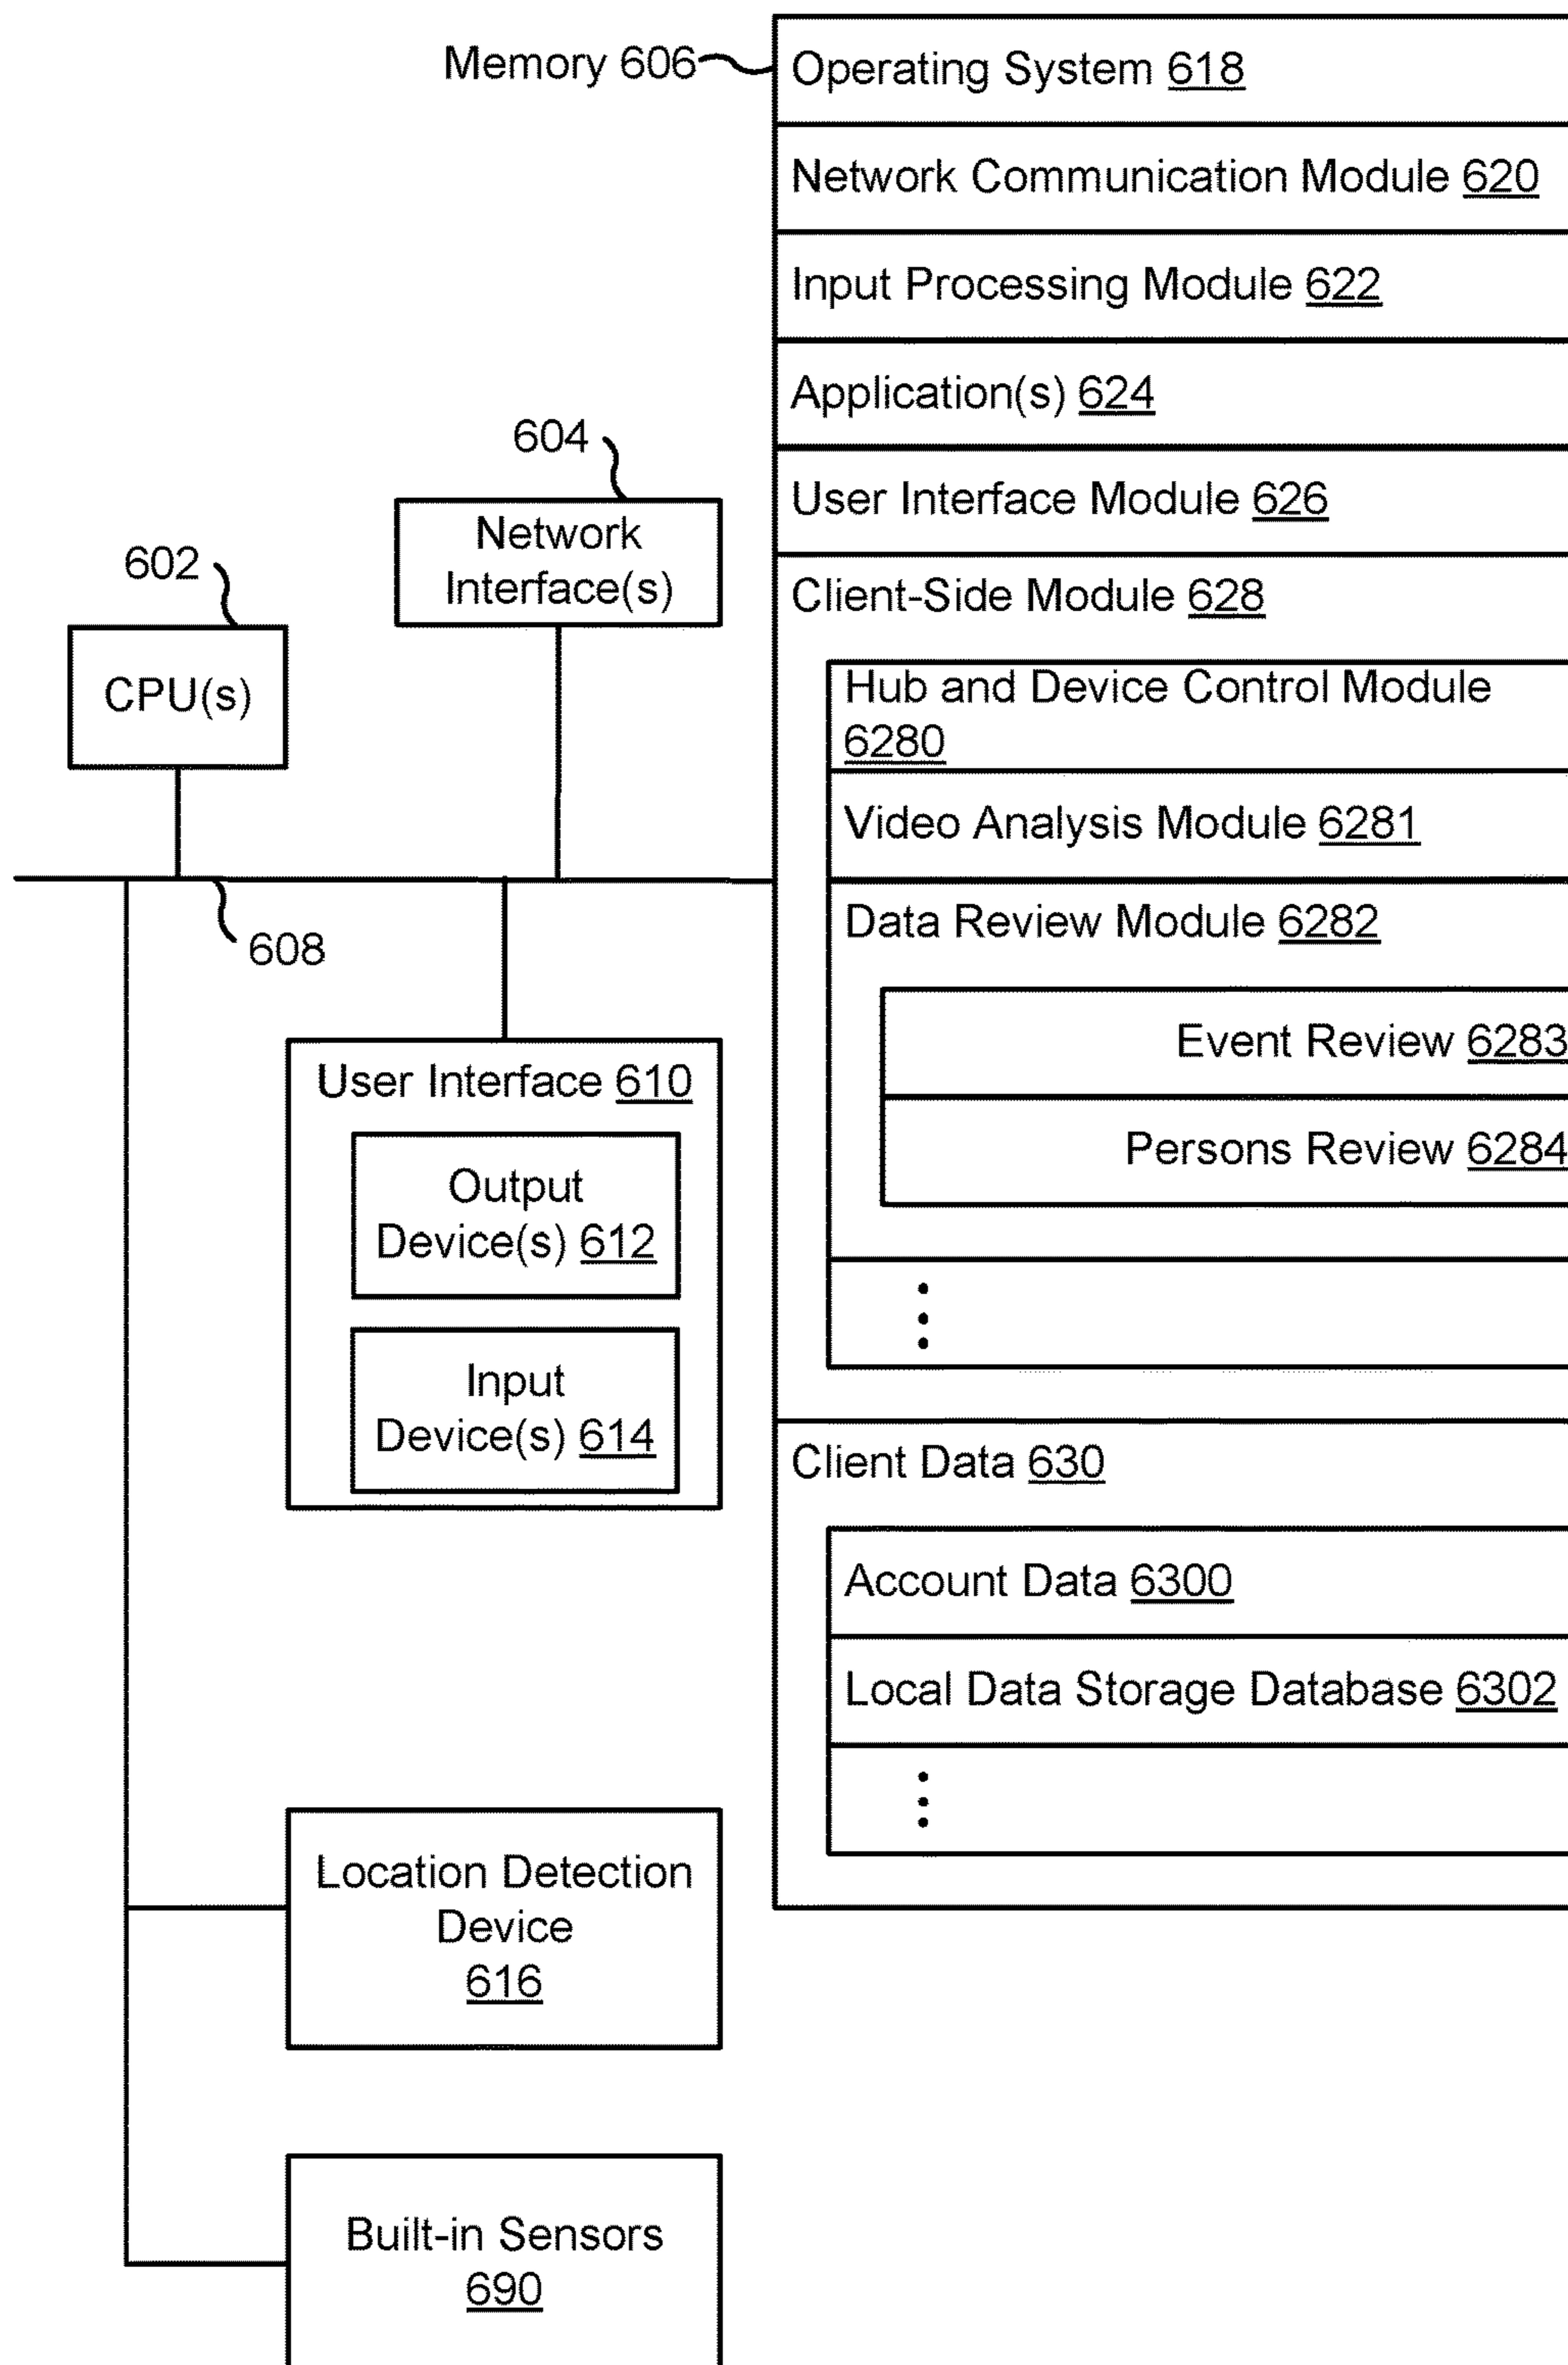 Memory 606
Operating System 618
Network Communication Module 620
Input Processing Module 622
Application(s) 624
User Interface Module 626
Client-Side Module 628
Hub and Device Control Module
6280
Video Analysis Module 6281
Data Review Module 6282
Event Review 6283
Persons Review 6284
Client Data 630
Account Data 6300
Local Data Storage Database 6302
604
Network
Interface(s)
602
CPU(s)
608
User Interface 610
Output
Device(s) 612
Input
Device(s) 614
Location Detection
Device
616
Built-in Sensors
690